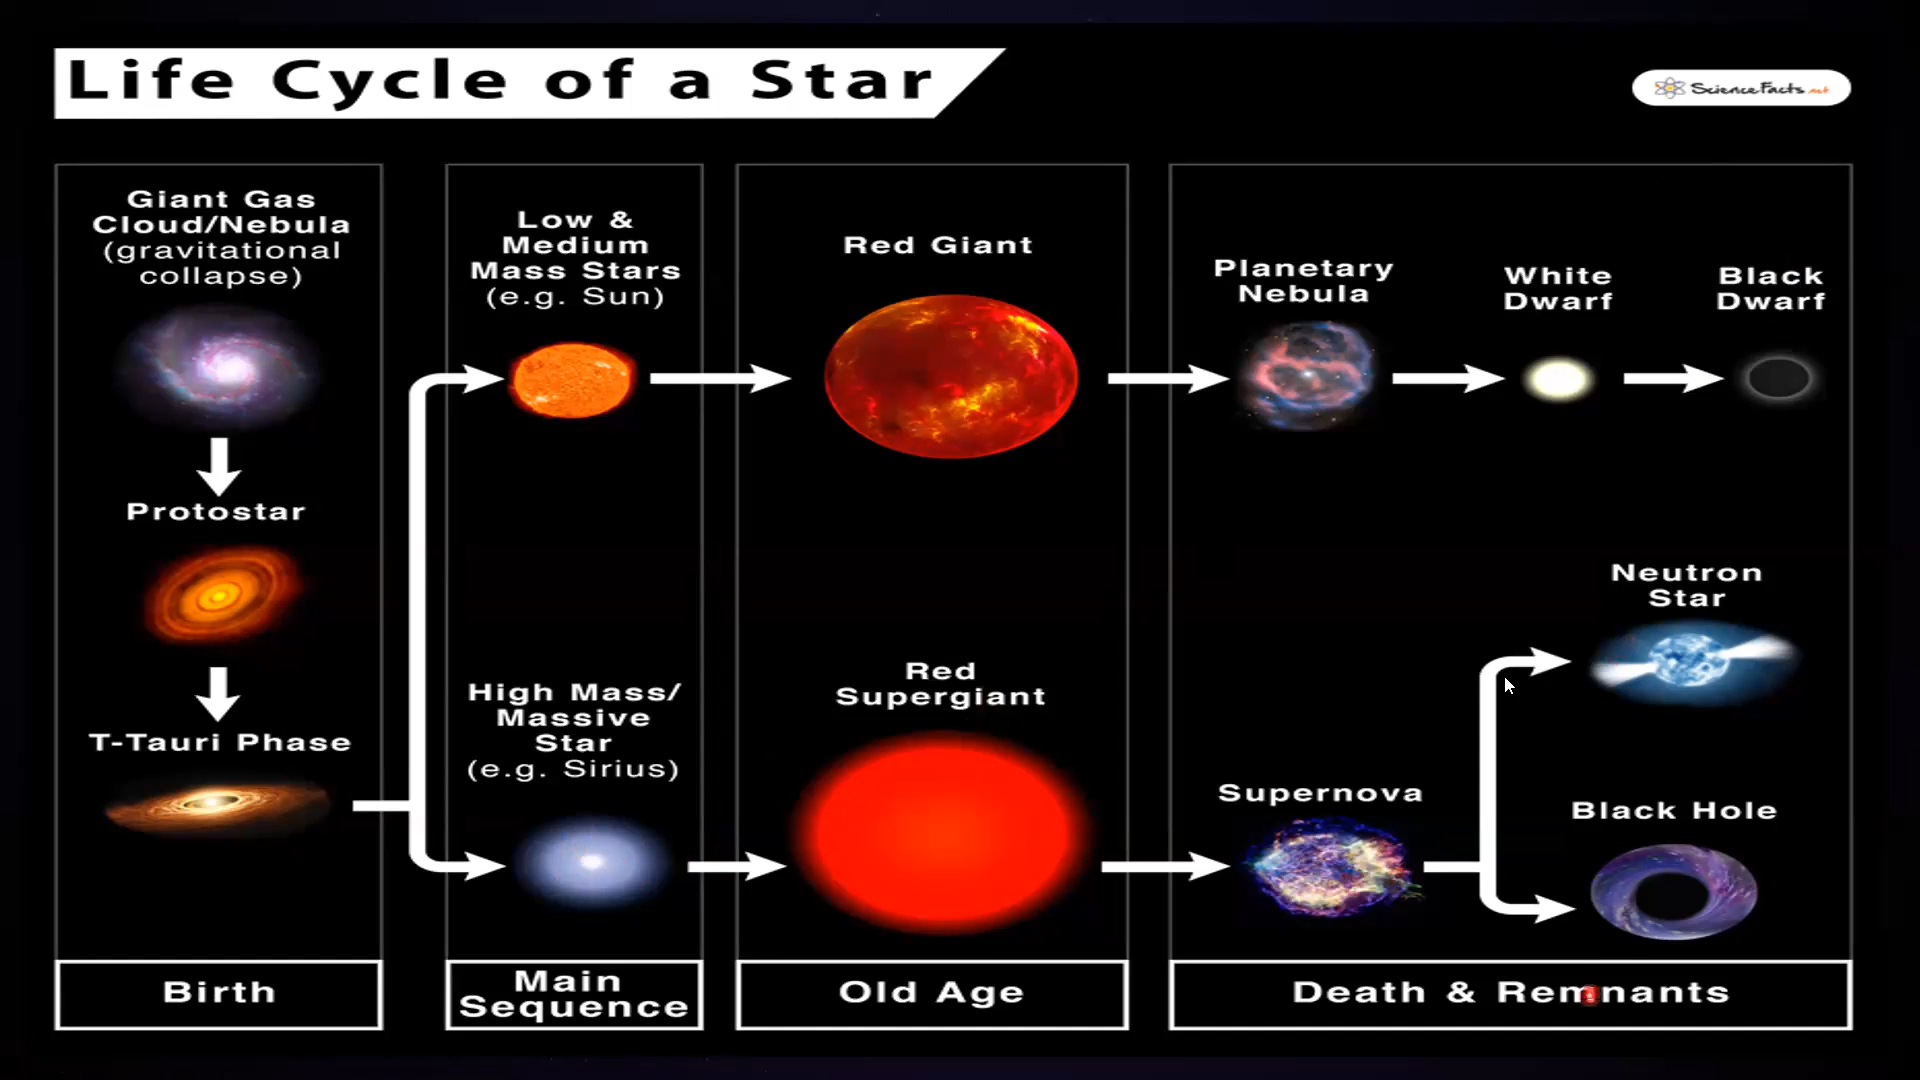 Life Cycle of a Star
ScienceFacts.net
Giant Gas
Cloud/Nebula
(gravitational
collapse)
Protostar
T-Tauri Phase
Birth
Low &
Medium
Mass Stars
(e.g. Sun)
High Mass/
Massive
Star
(e.g. Sirius)
Main
Sequence
Red Giant
Red
Supergiant
Old Age
Planetary
Nebula
White
Dwarf
Black
Dwarf
Supernova
Neutron
Star
Black Hole
Death & Remnants